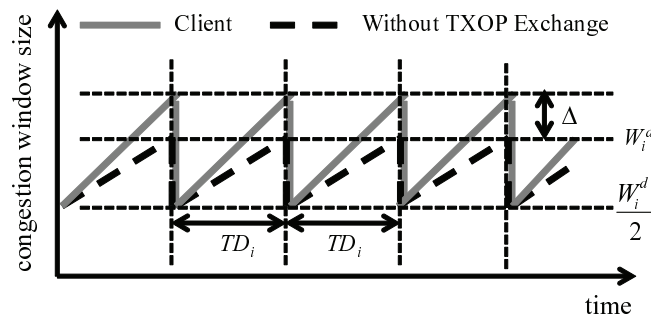 Client
Without TXOP Exchange
congestion window size
Δ
W_i^d
W_i^d
2
TD_i
TD_i
time